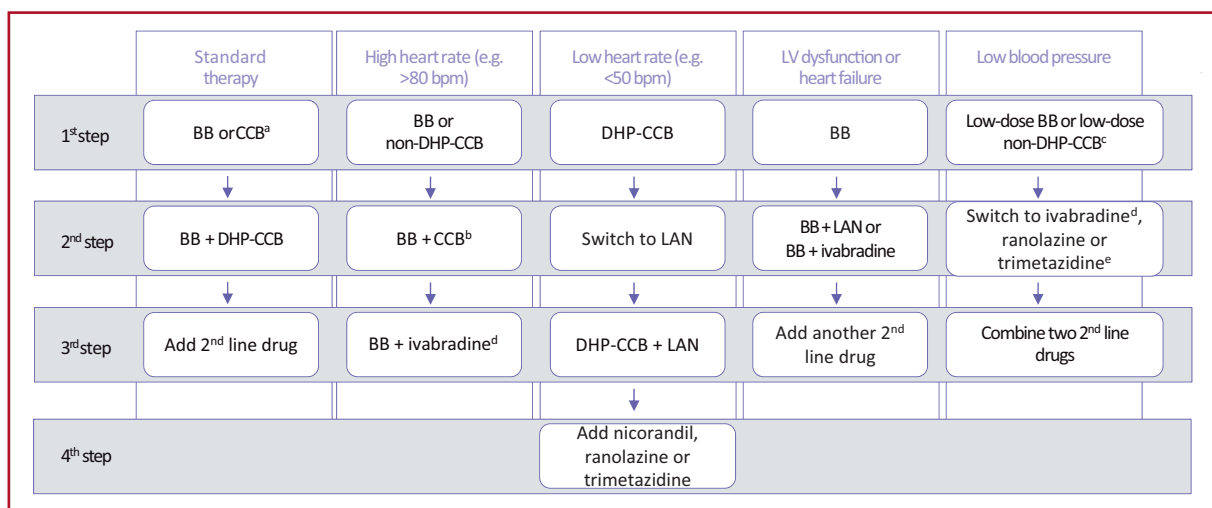 Standard
therapy
High heart rate (e.g.
>80 bpm)
Low heart rate (e.g.
<50 bpm)
LV dysfunction or
heart failure
Low blood pressure
1st step
BB orCCBa
BB or
non-DHP-CCB
DHP-CCB
BB
Low-dose BB or low-dose
non-DHP-CCBc
2nd step
BB + DHP-CCB
BB + CCBb
Switch to LAN
BB + LAN or
BB + ivabradine
Switch to ivabradined,
ranolazine or
trimetazidinee
3rd step
Add 2nd line drug
BB + ivabradined
DHP-CCB + LAN
Add another 2nd
line drug
Combine two 2nd line
drugs
4th step
Add nicorandil,
ranolazine or
trimetazidine